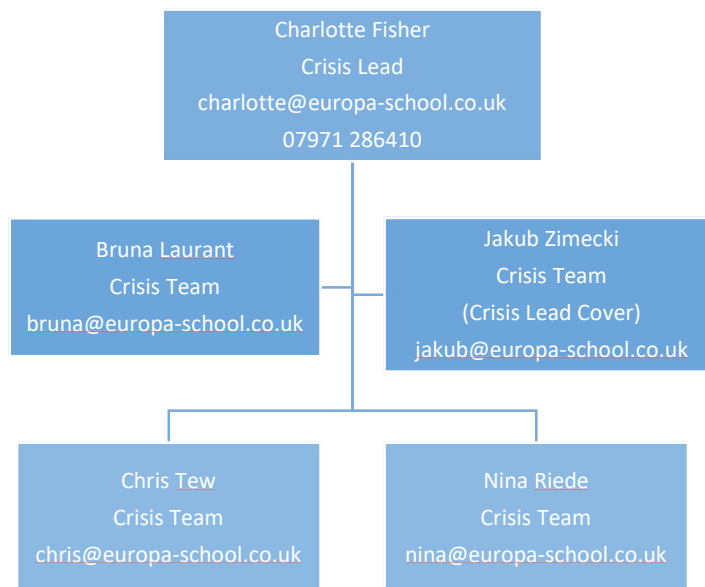 Charlotte Fisher
Crisis Lead
charlotte@europa-school.co.uk
07971 286410
Bruna Laurant
Crisis Team
bruna@europa-school.co.uk
Jakub Zimecki
Crisis Team
(Crisis Lead Cover)
jakub@europa-school.co.uk
Chris Tew
Crisis Team
chris@europa-school.co.uk
Nina Riede
Crisis Team
nina@europa-school.co.uk